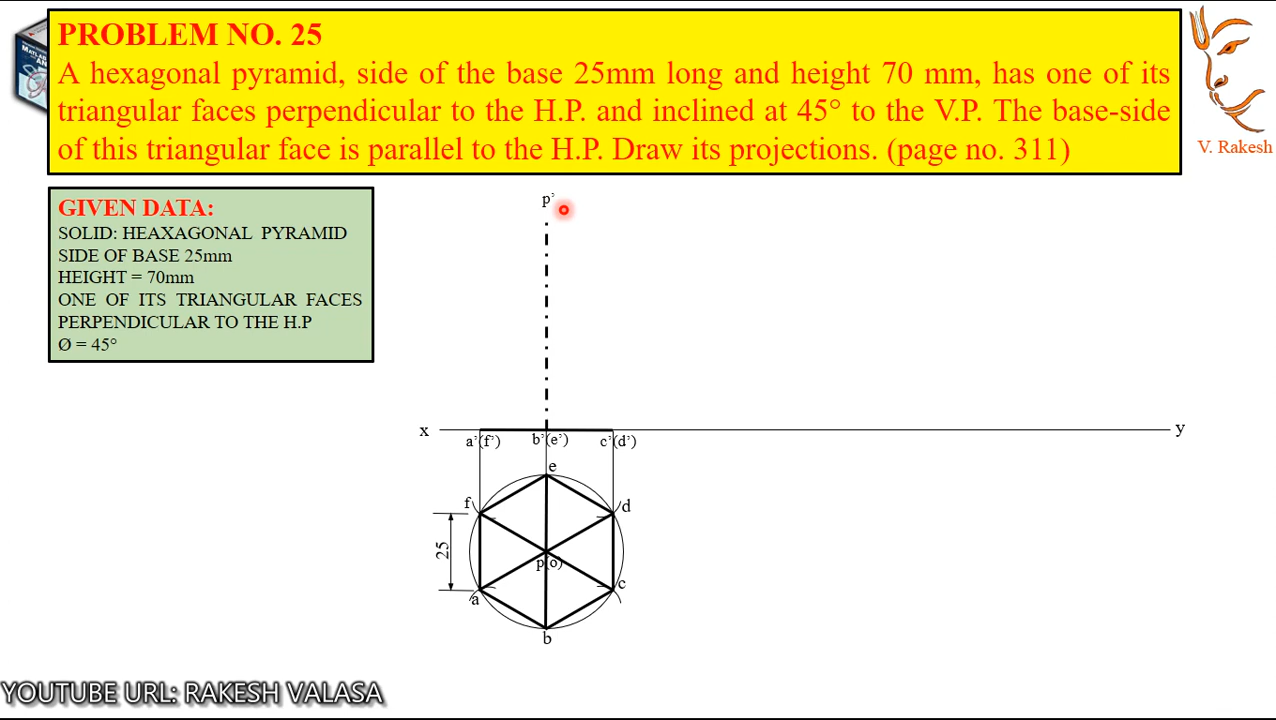 PROBLEM NO. 25
A hexagonal pyramid, side of the base 25mm long and height 70 mm, has one of its
triangular faces perpendicular to the H.P. and inclined at 45° to the V.P. The base-side
of this triangular face is parallel to the H.P. Draw its projections. (page no. 311)
V. Rakesh
GIVEN DATA:
SOLID: HEAXAGONAL PYRAMID
SIDE OF BASE 25mm
HEIGHT = 70mm
ONE OF ITS TRIANGULAR FACES
PERPENDICULAR TO THE H.P
Ø = 45°
p'
x
y
a'(f')
b'(e')
c'(d')
e
f
d
25
p(o)
a
c
b
YOUTUBE URL: RAKESH VALASA